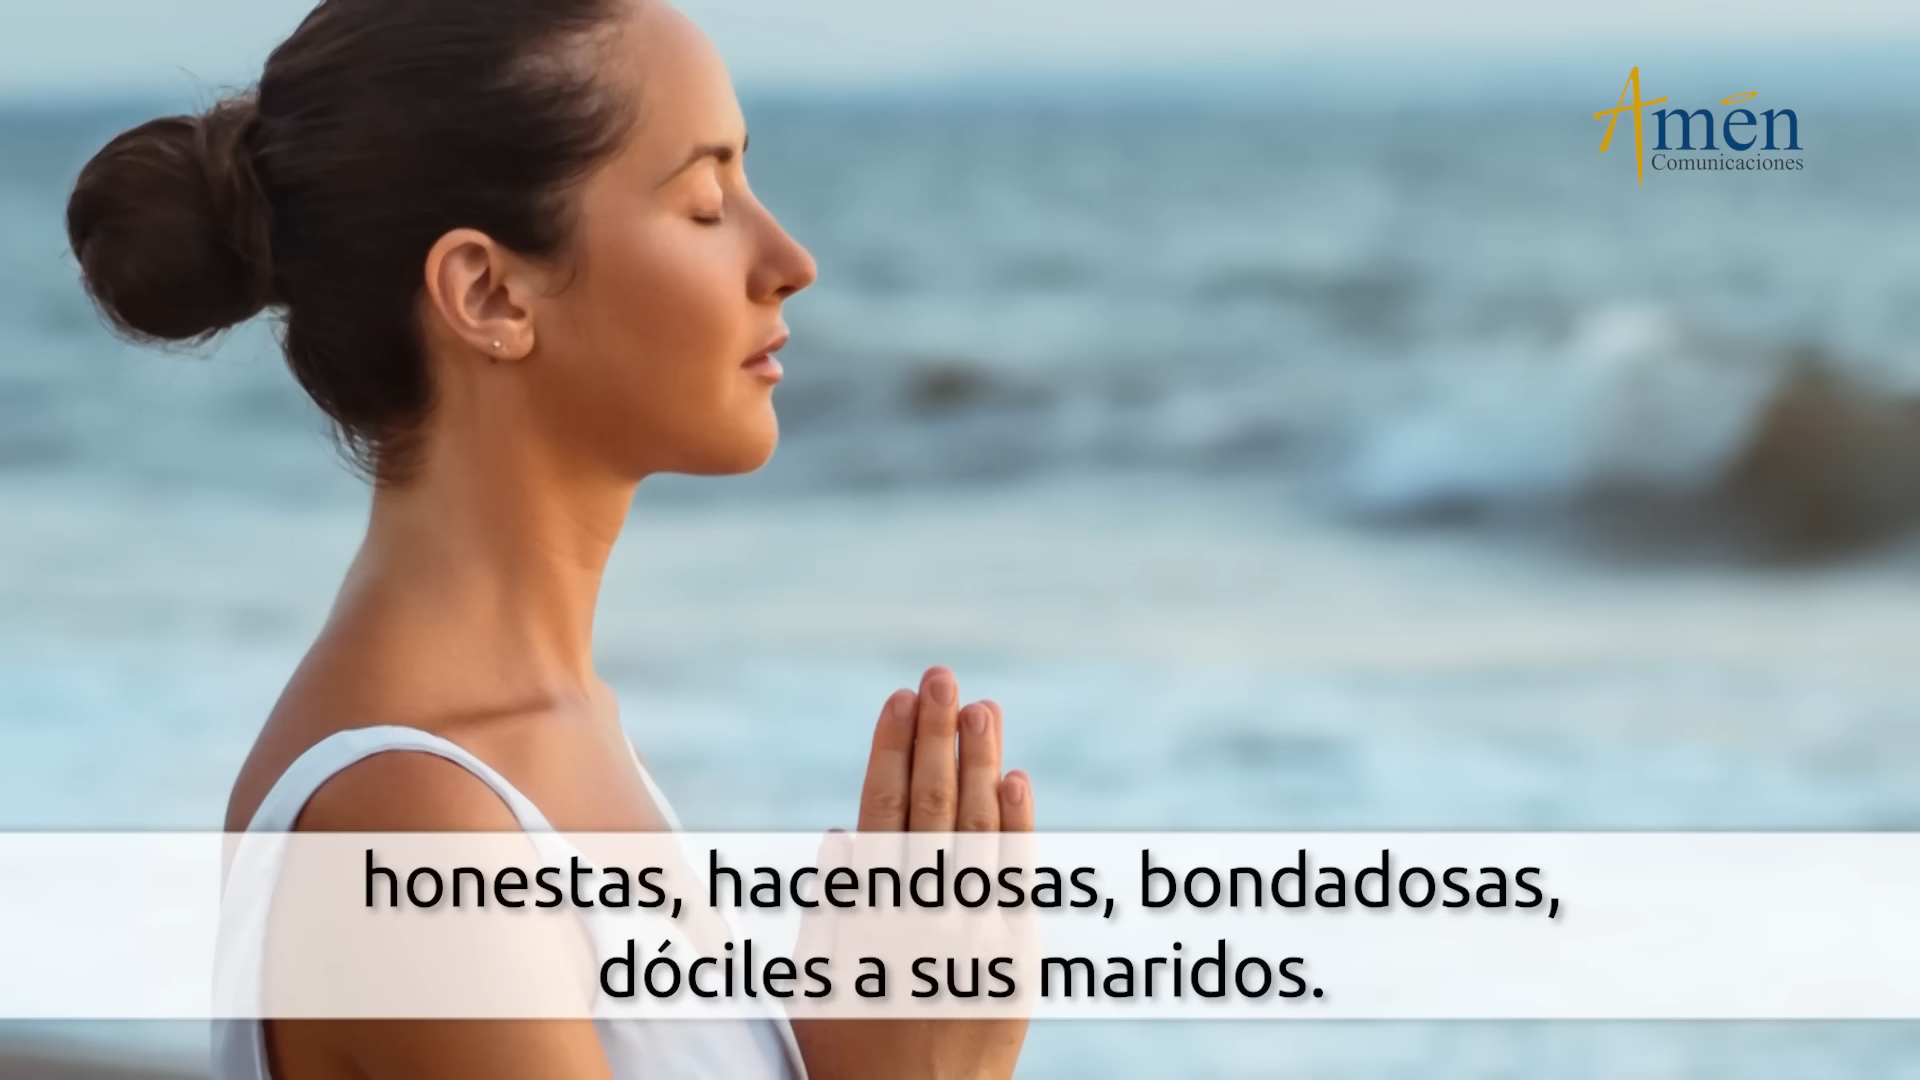 Amén
Comunicaciones
honestas, hacendosas, bondadosas,
dóciles a sus maridos.